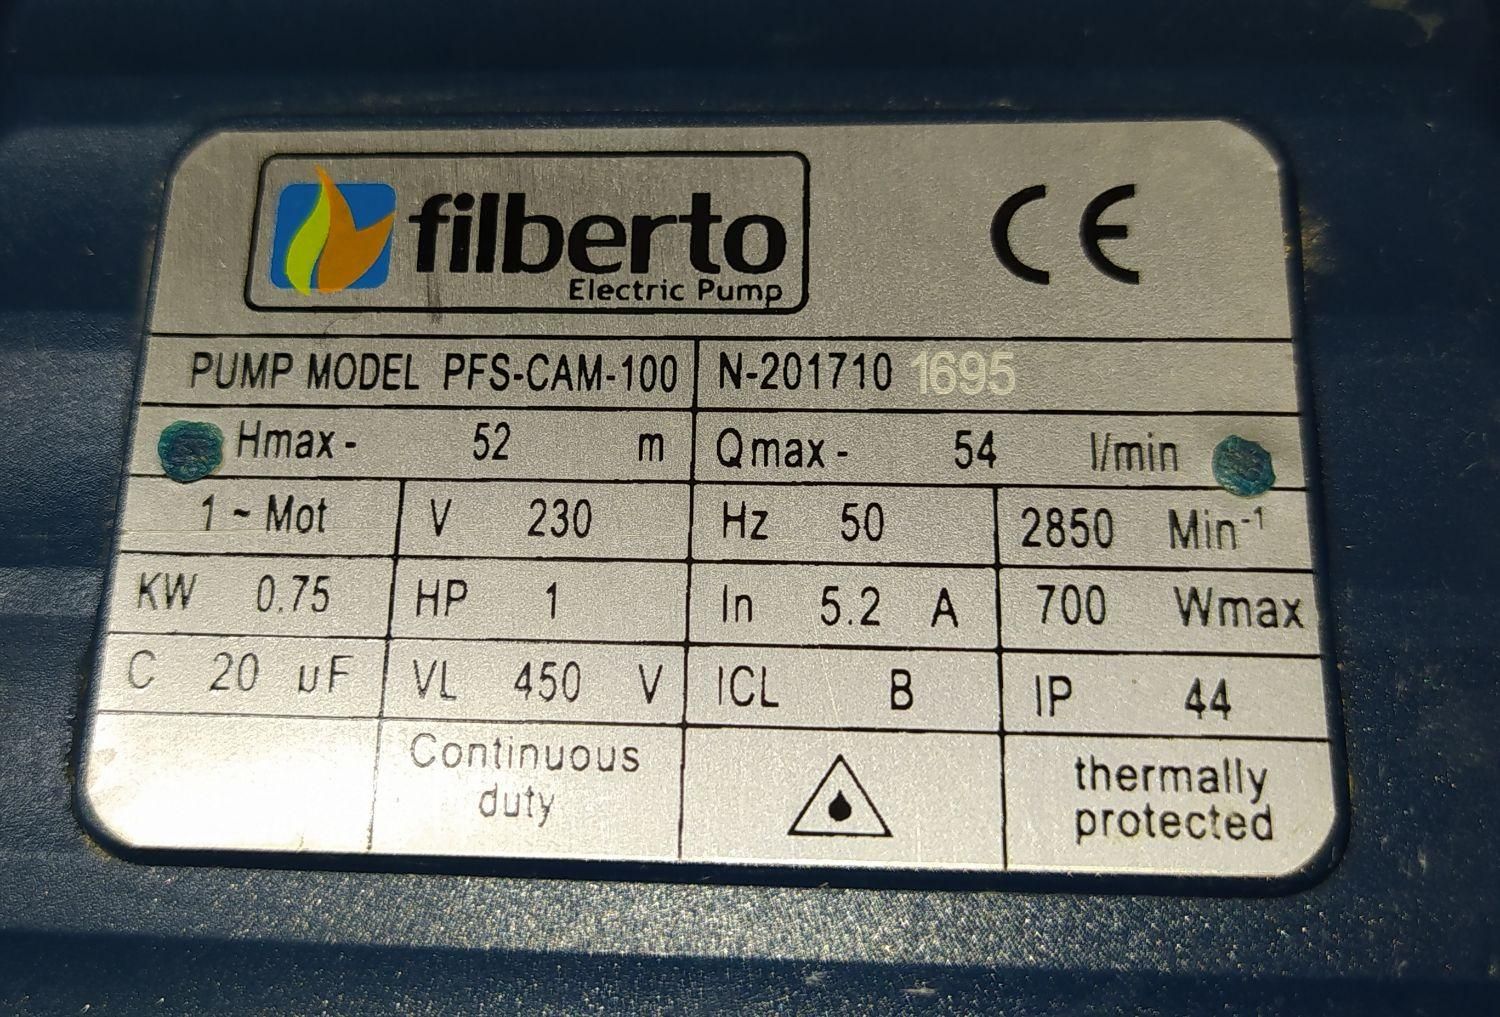 filberto
Electric Pump
CE
PUMP MODEL PFS-CAM-100 N-201710 1695
Hmax - 52 m Qmax - 54 l/min
1 ~ Mot V 230 Hz 50 2850 Min⁻¹
KW 0.75 HP 1 In 5.2 A 700 Wmax
C 20 uF VL 450 V ICL B IP 44
Continuous
duty
thermally
protected